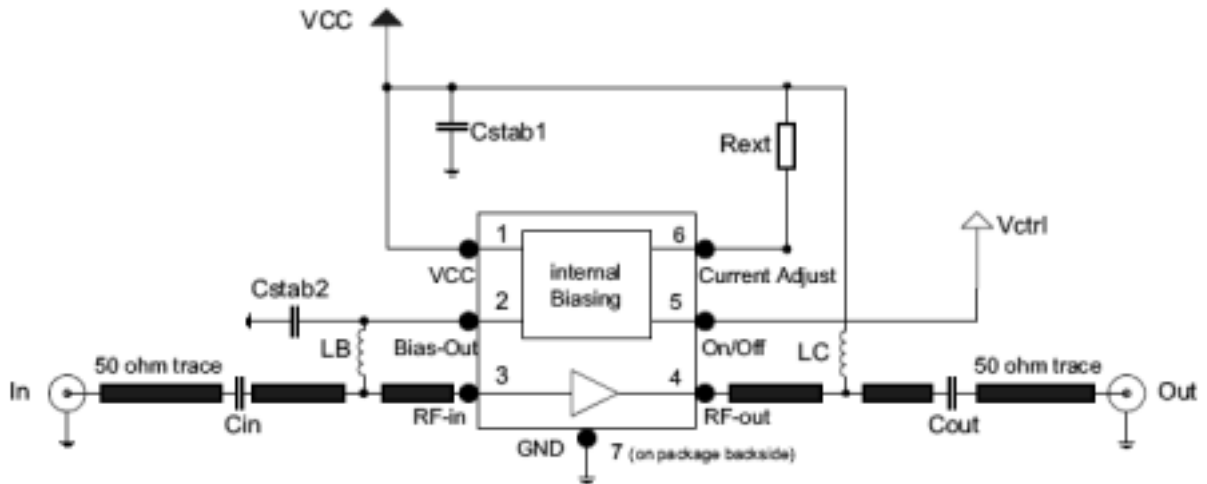 VCC
Cstab1
Rext
1
6
Vctrl
VCC
internal
Biasing
Current Adjust
Cstab2
2
5
LB
Bias-Out
On/Off
LC
50 ohm trace
50 ohm trace
In
3
4
Out
Cin
RF-in
RF-out
Cout
GND
7 (on package backside)